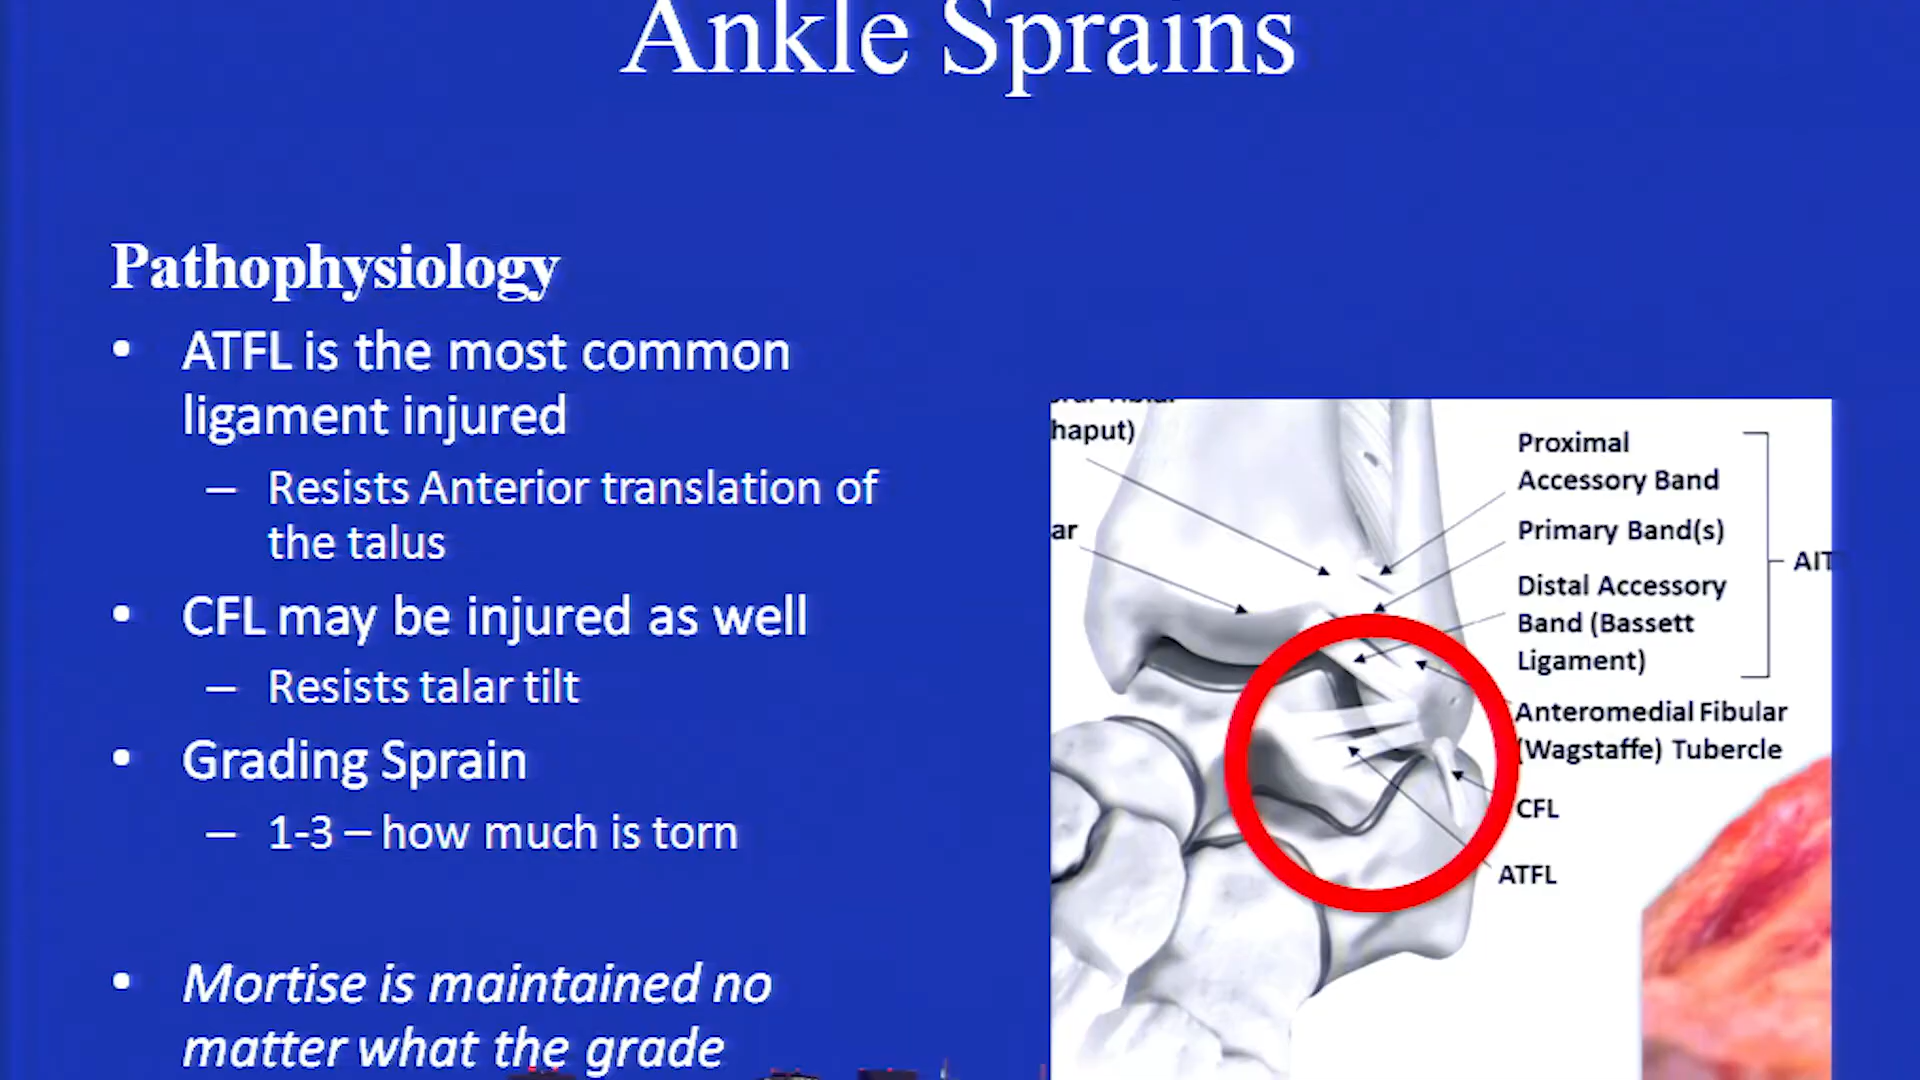 Ankle Sprains
Pathophysiology
• ATFL is the most common
ligament injured
– Resists Anterior translation of
the talus
• CFL may be injured as well
– Resists talar tilt
• Grading Sprain
– 1-3 – how much is torn
• Mortise is maintained no
matter what the grade
haput)
ar
Proximal
Accessory Band
Primary Band(s)
Distal Accessory
Band (Bassett
Ligament)
AIT
Anteromedial Fibular
(Wagstaffe) Tubercle
CFL
ATFL